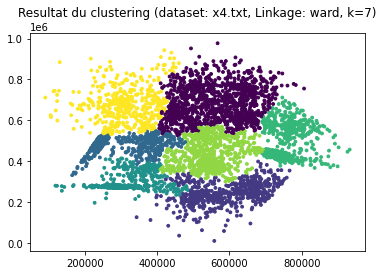 Resultat du clustering (dataset: x4.txt, Linkage: ward, k=7)
1e6
1.0
0.8
0.6
0.4
0.2
0.0
200000 400000 600000 800000